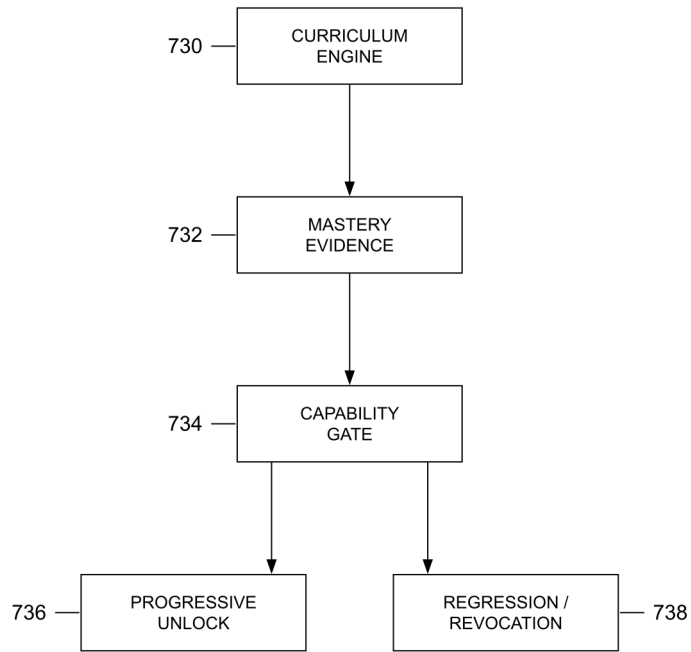 730
CURRICULUM
ENGINE
732
MASTERY
EVIDENCE
734
CAPABILITY
GATE
736
PROGRESSIVE
UNLOCK
REGRESSION /
REVOCATION
738